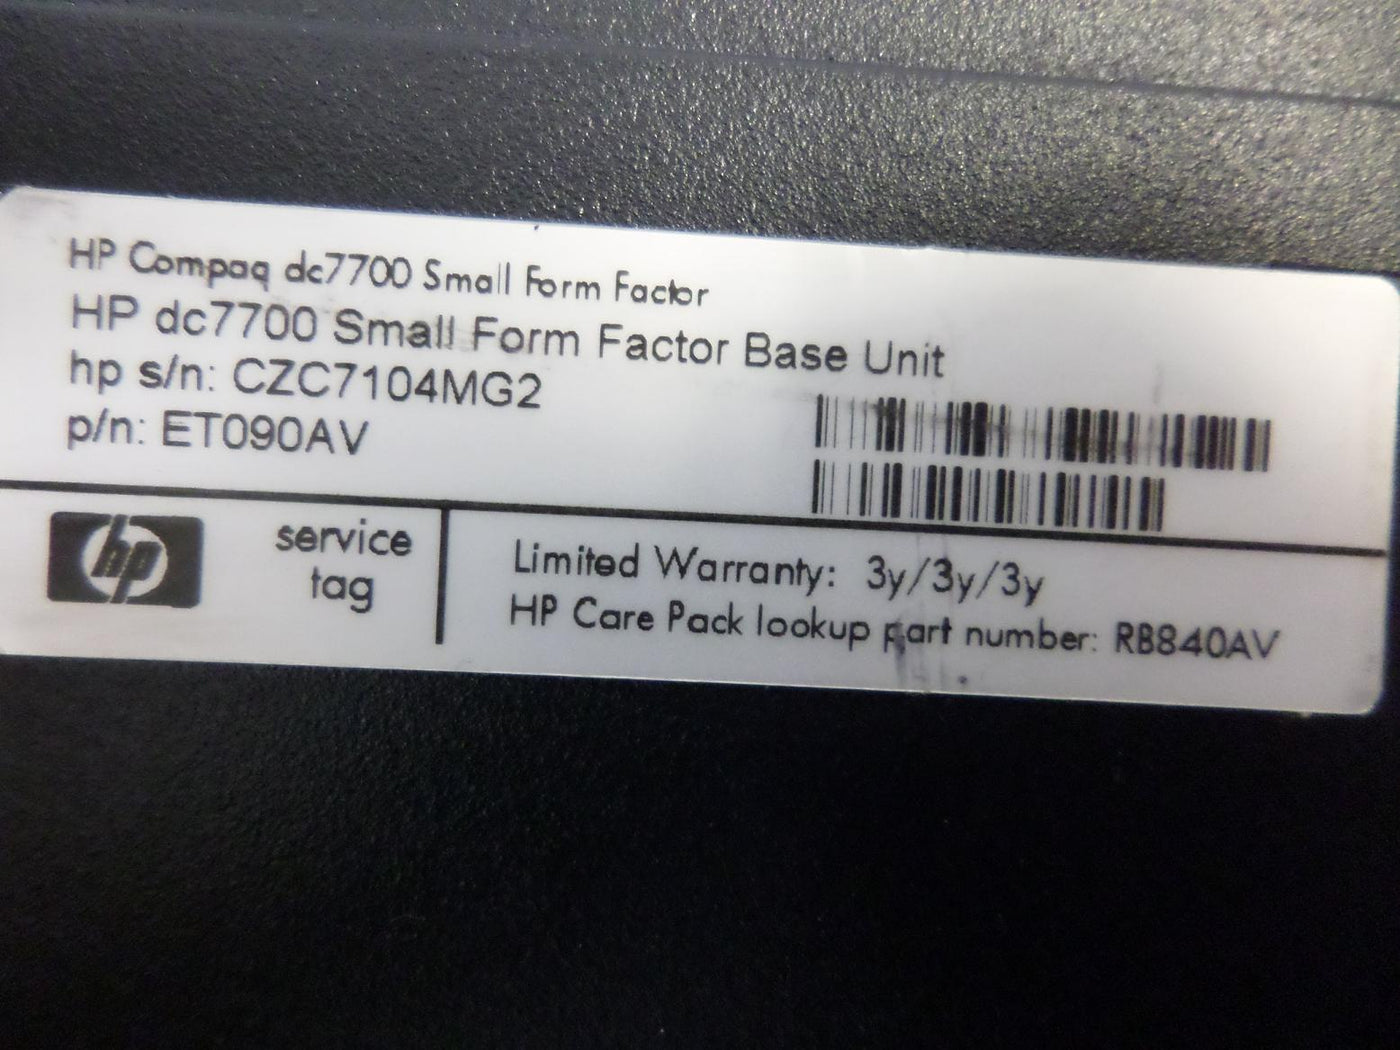 HP Compaq dc7700 Small Form Factor
HP dc7700 Small Form Factor Base Unit
hp s/n: CZC7104MG2
p/n: ET090AV
hp
service
tag
Limited Warranty: 3y/3y/3y
HP Care Pack lookup part number: RB840AV